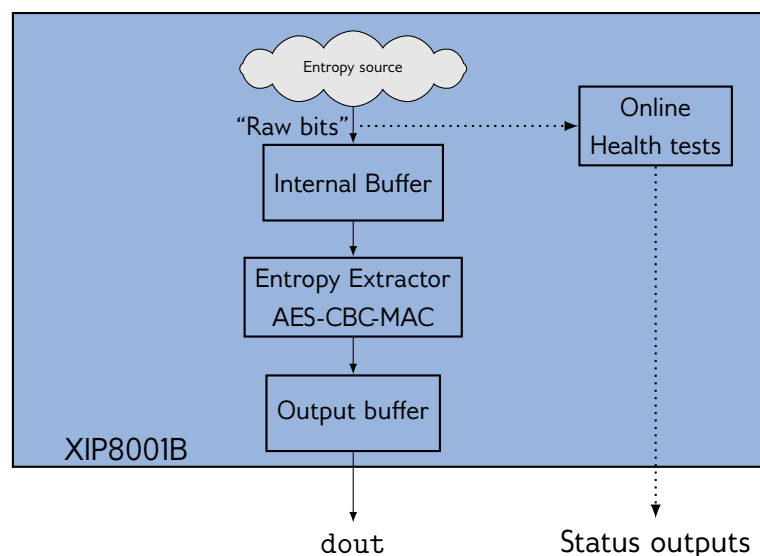 Entropy source
“Raw bits”
Online
Health tests
Internal Buffer
Entropy Extractor
AES-CBC-MAC
Output buffer
XIP8001B
dout
Status outputs